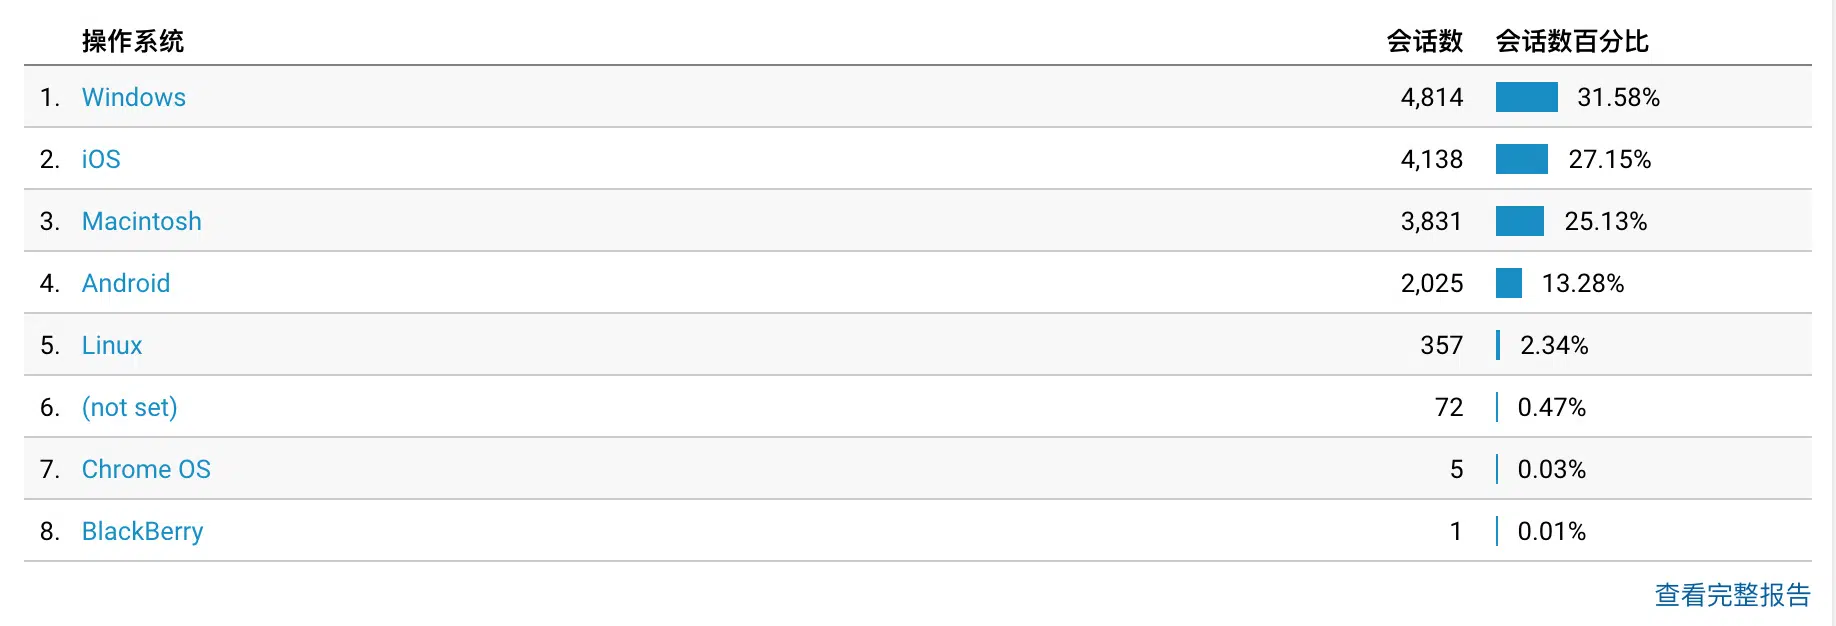 操作系统 会话数 会话数百分比
1. Windows 4,814 31.58%
2. iOS 4,138 27.15%
3. Macintosh 3,831 25.13%
4. Android 2,025 13.28%
5. Linux 357 2.34%
6. (not set) 72 0.47%
7. Chrome OS 5 0.03%
8. BlackBerry 1 0.01%
查看完整报告